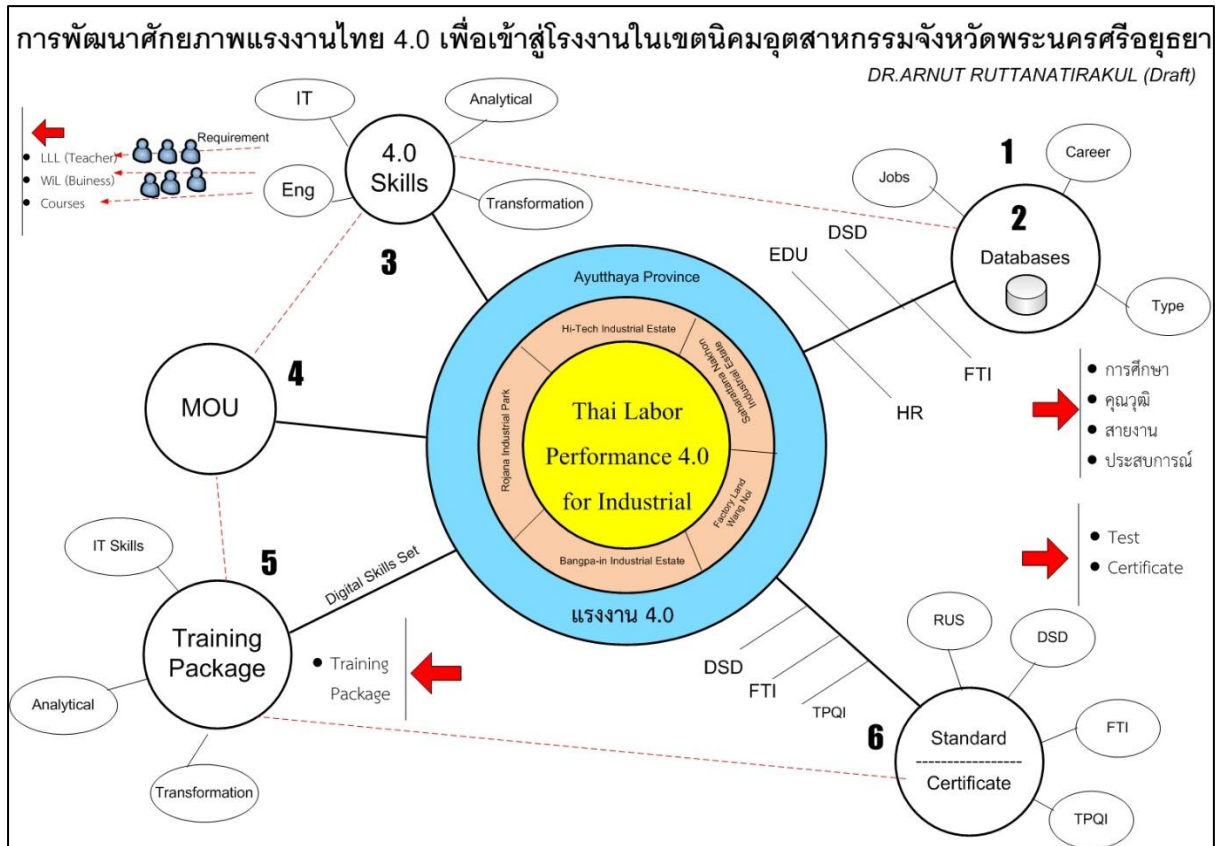 การพัฒนาศักยภาพแรงงานไทย 4.0 เพื่อเข้าสู่โรงงานในเขตนิคมอุตสาหกรรมจังหวัดพระนครศรีอยุธยา
DR.ARNUT RUTTANATIRAKUL (Draft)
IT
Analytical
Requirement
4.0
Skills
Eng
Transformation
LLL (Teacher)
WiL (Buiness)
Courses
3
1
Career
Jobs
2
Databases
Type
DSD
EDU
FTI
HR
การศึกษา
คุณวุฒิ
สายงาน
ประสบการณ์
Ayutthaya Province
Hi-Tech Industrial Estate
Saharattana Nakhon
Industrial Estate
Rojana Industrial Park
Factory Land
Wang Noi
Bangpa-in Industrial Estate
Thai Labor
Performance 4.0
for Industrial
แรงงาน 4.0
4
MOU
5
IT Skills
Training
Package
Analytical
Transformation
Digital Skills Set
Training
Package
Test
Certificate
DSD
FTI
TPQI
6
RUS
DSD
FTI
TPQI
Standard
-----------------
Certificate